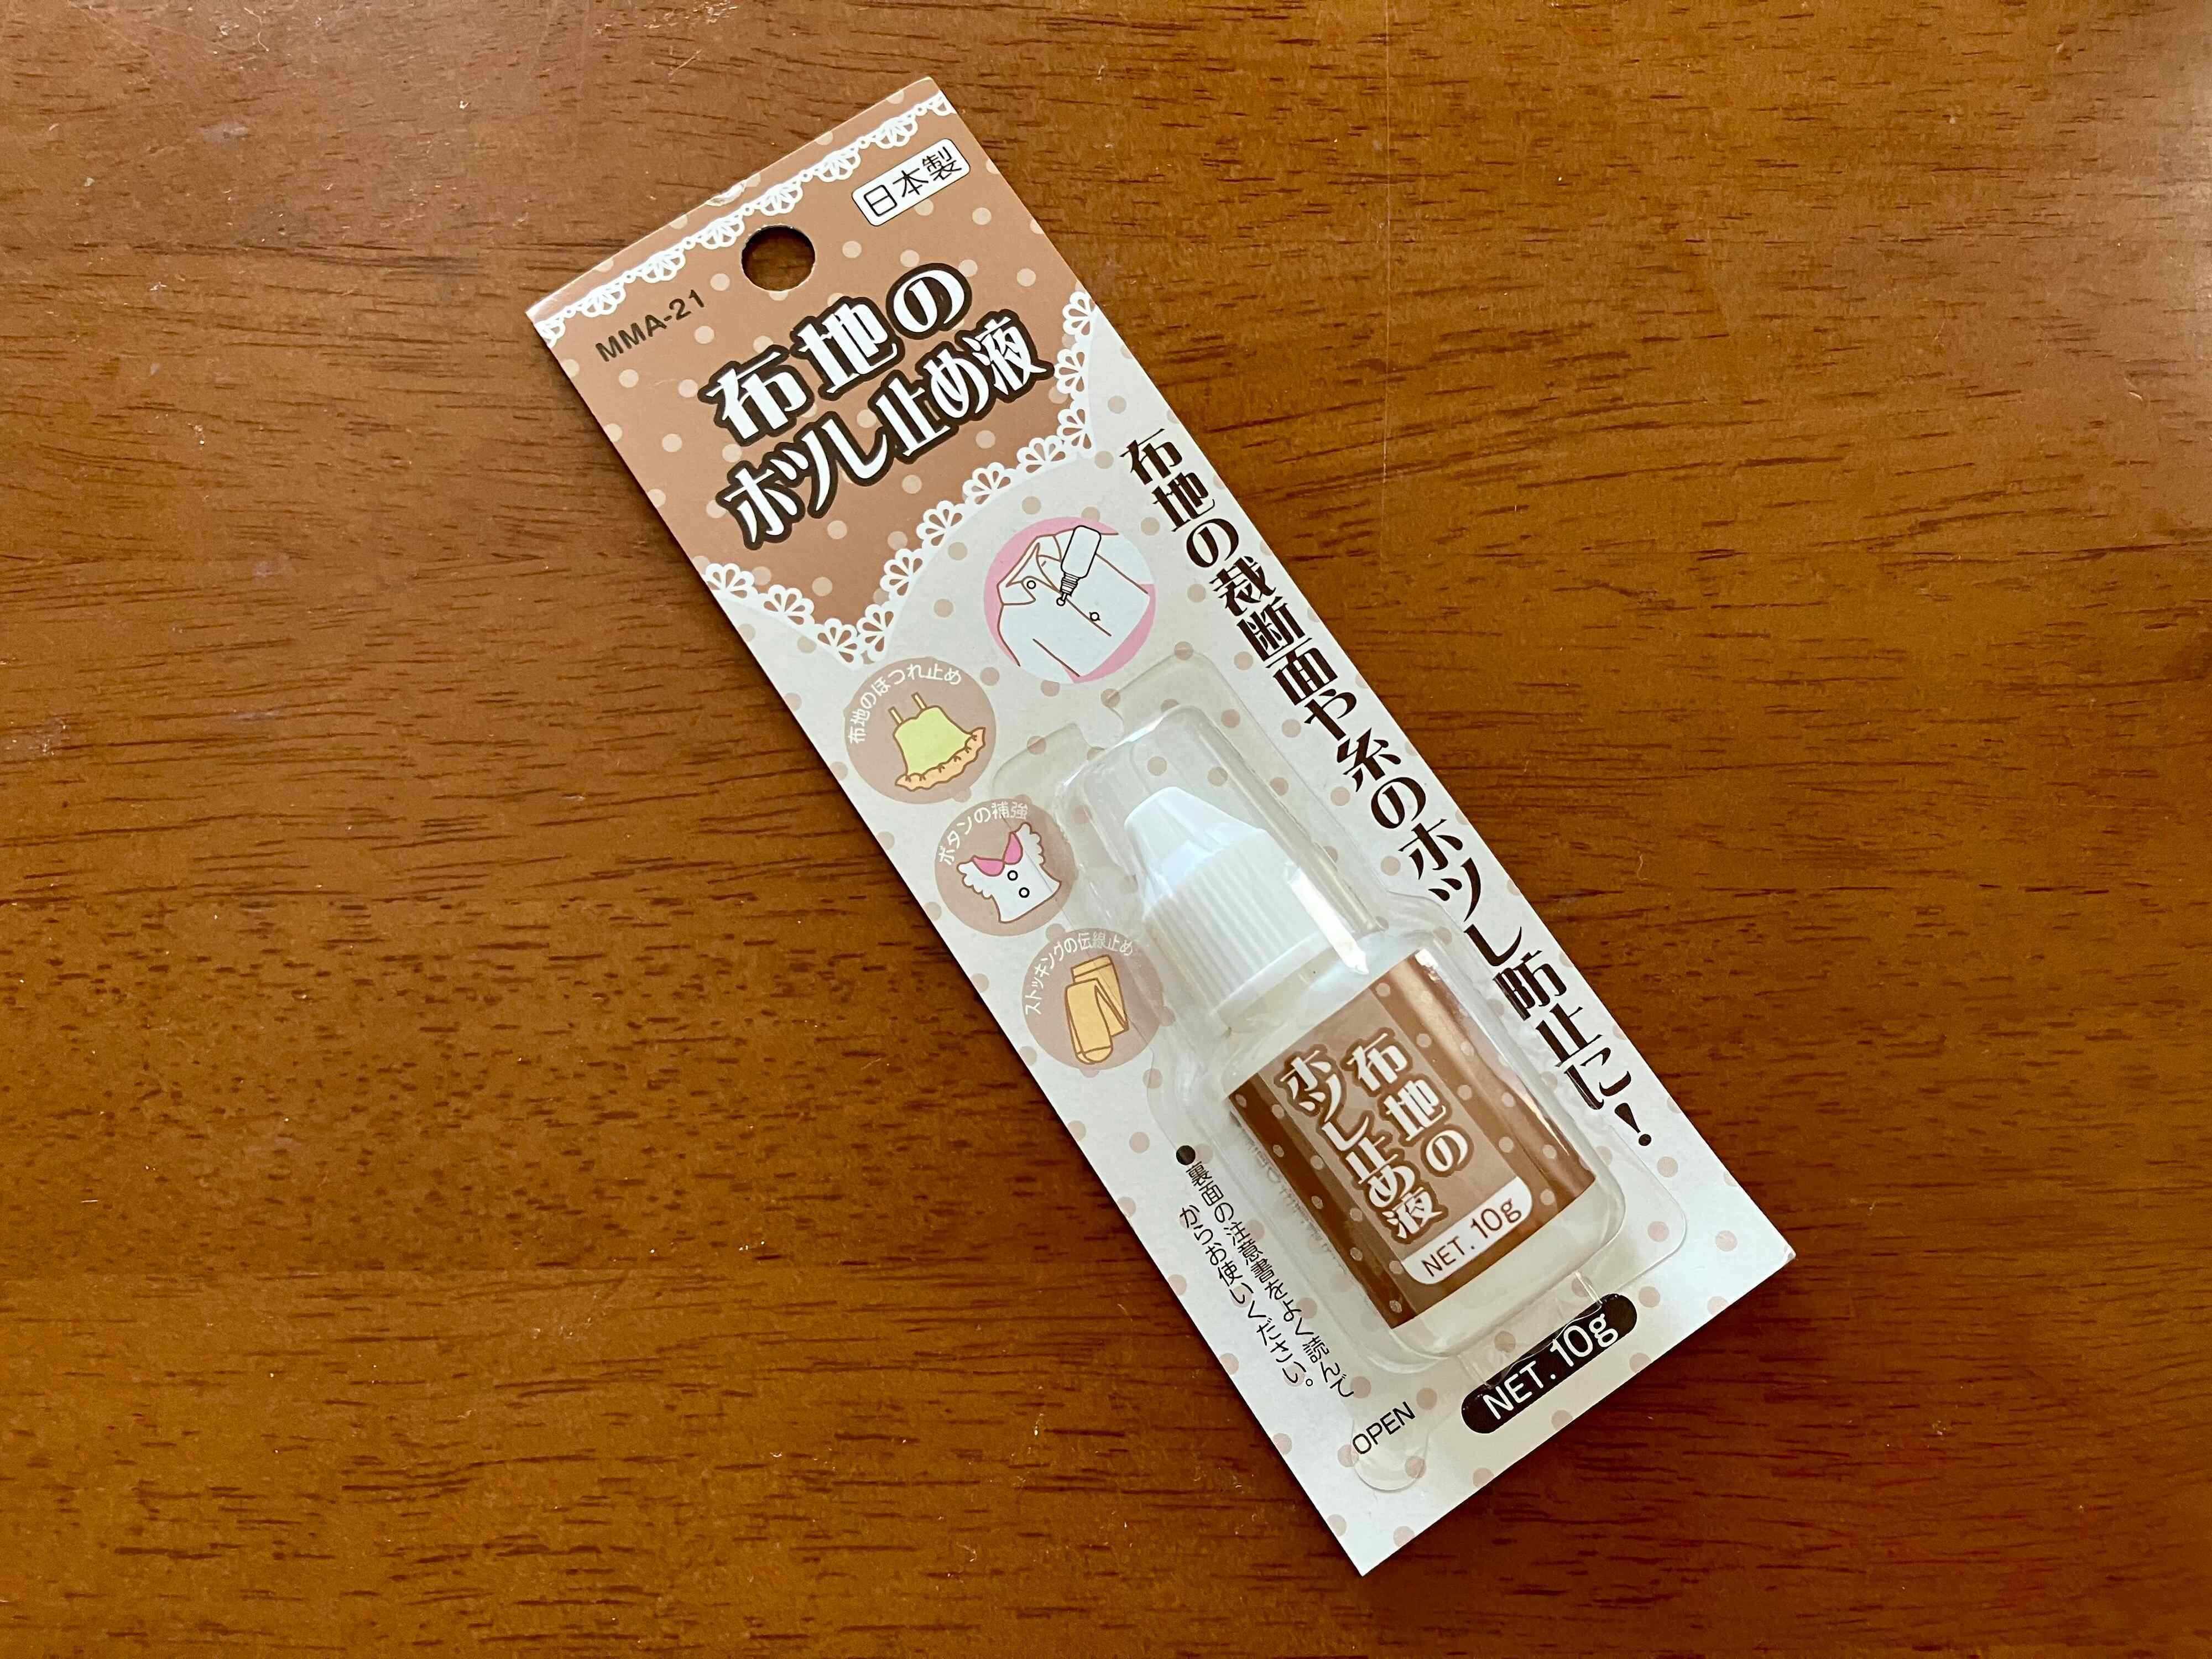 日本製
MMA-21
布地の
ホツレ止め液
布地の裁断面や糸のホツレ防止に!
布地のほつれ止め
ボタンの補強
ストッキングの伝線止め
布地の
ホツレ止め液
NET. 10g
●裏面の注意書をよく読んで
からお使いください。
NET. 10g
OPEN